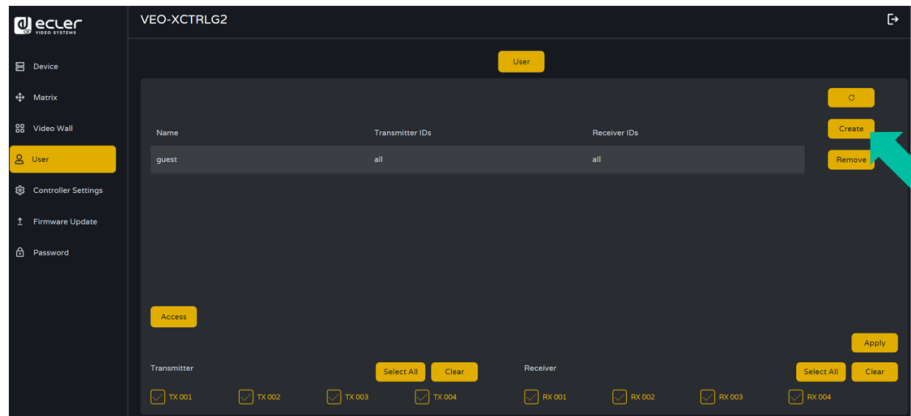 ecler
VIDEO SYSTEMS
VEO-XCTRLG2
Device
Matrix
Video Wall
User
Controller Settings
Firmware Update
Password
User
Name Transmitter IDs Receiver IDs
guest all all
Create
Remove
Access
Apply
Transmitter Select All Clear Receiver Select All Clear
TX 001 TX 002 TX 003 TX 004 RX 001 RX 002 RX 003 RX 004